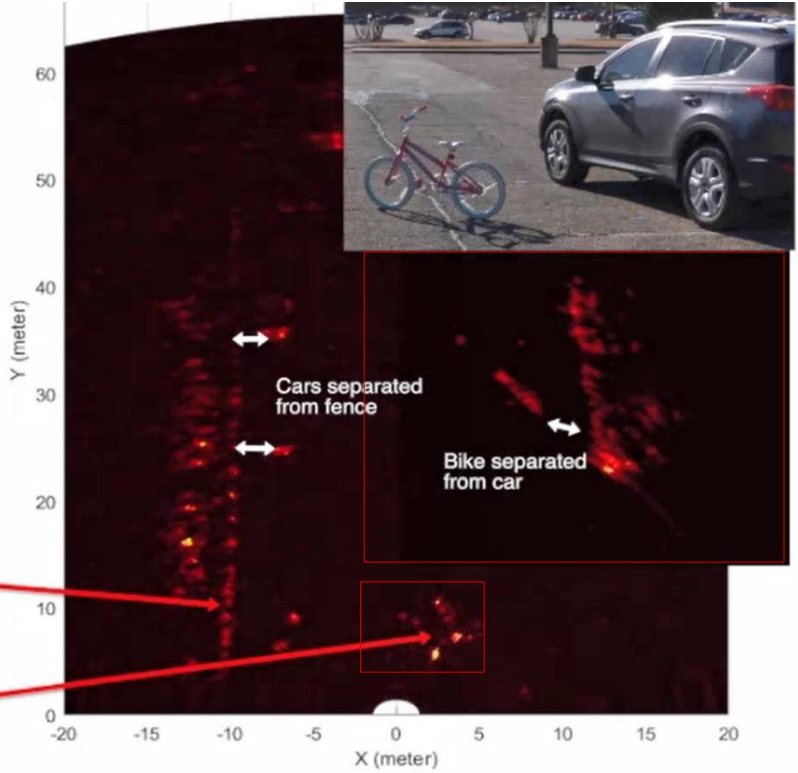 60
50
40
30
20
10
0
Y (meter)
Cars separated
from fence
Bike separated
from car
-20
-15
-10
-5
0
5
10
15
20
X (meter)